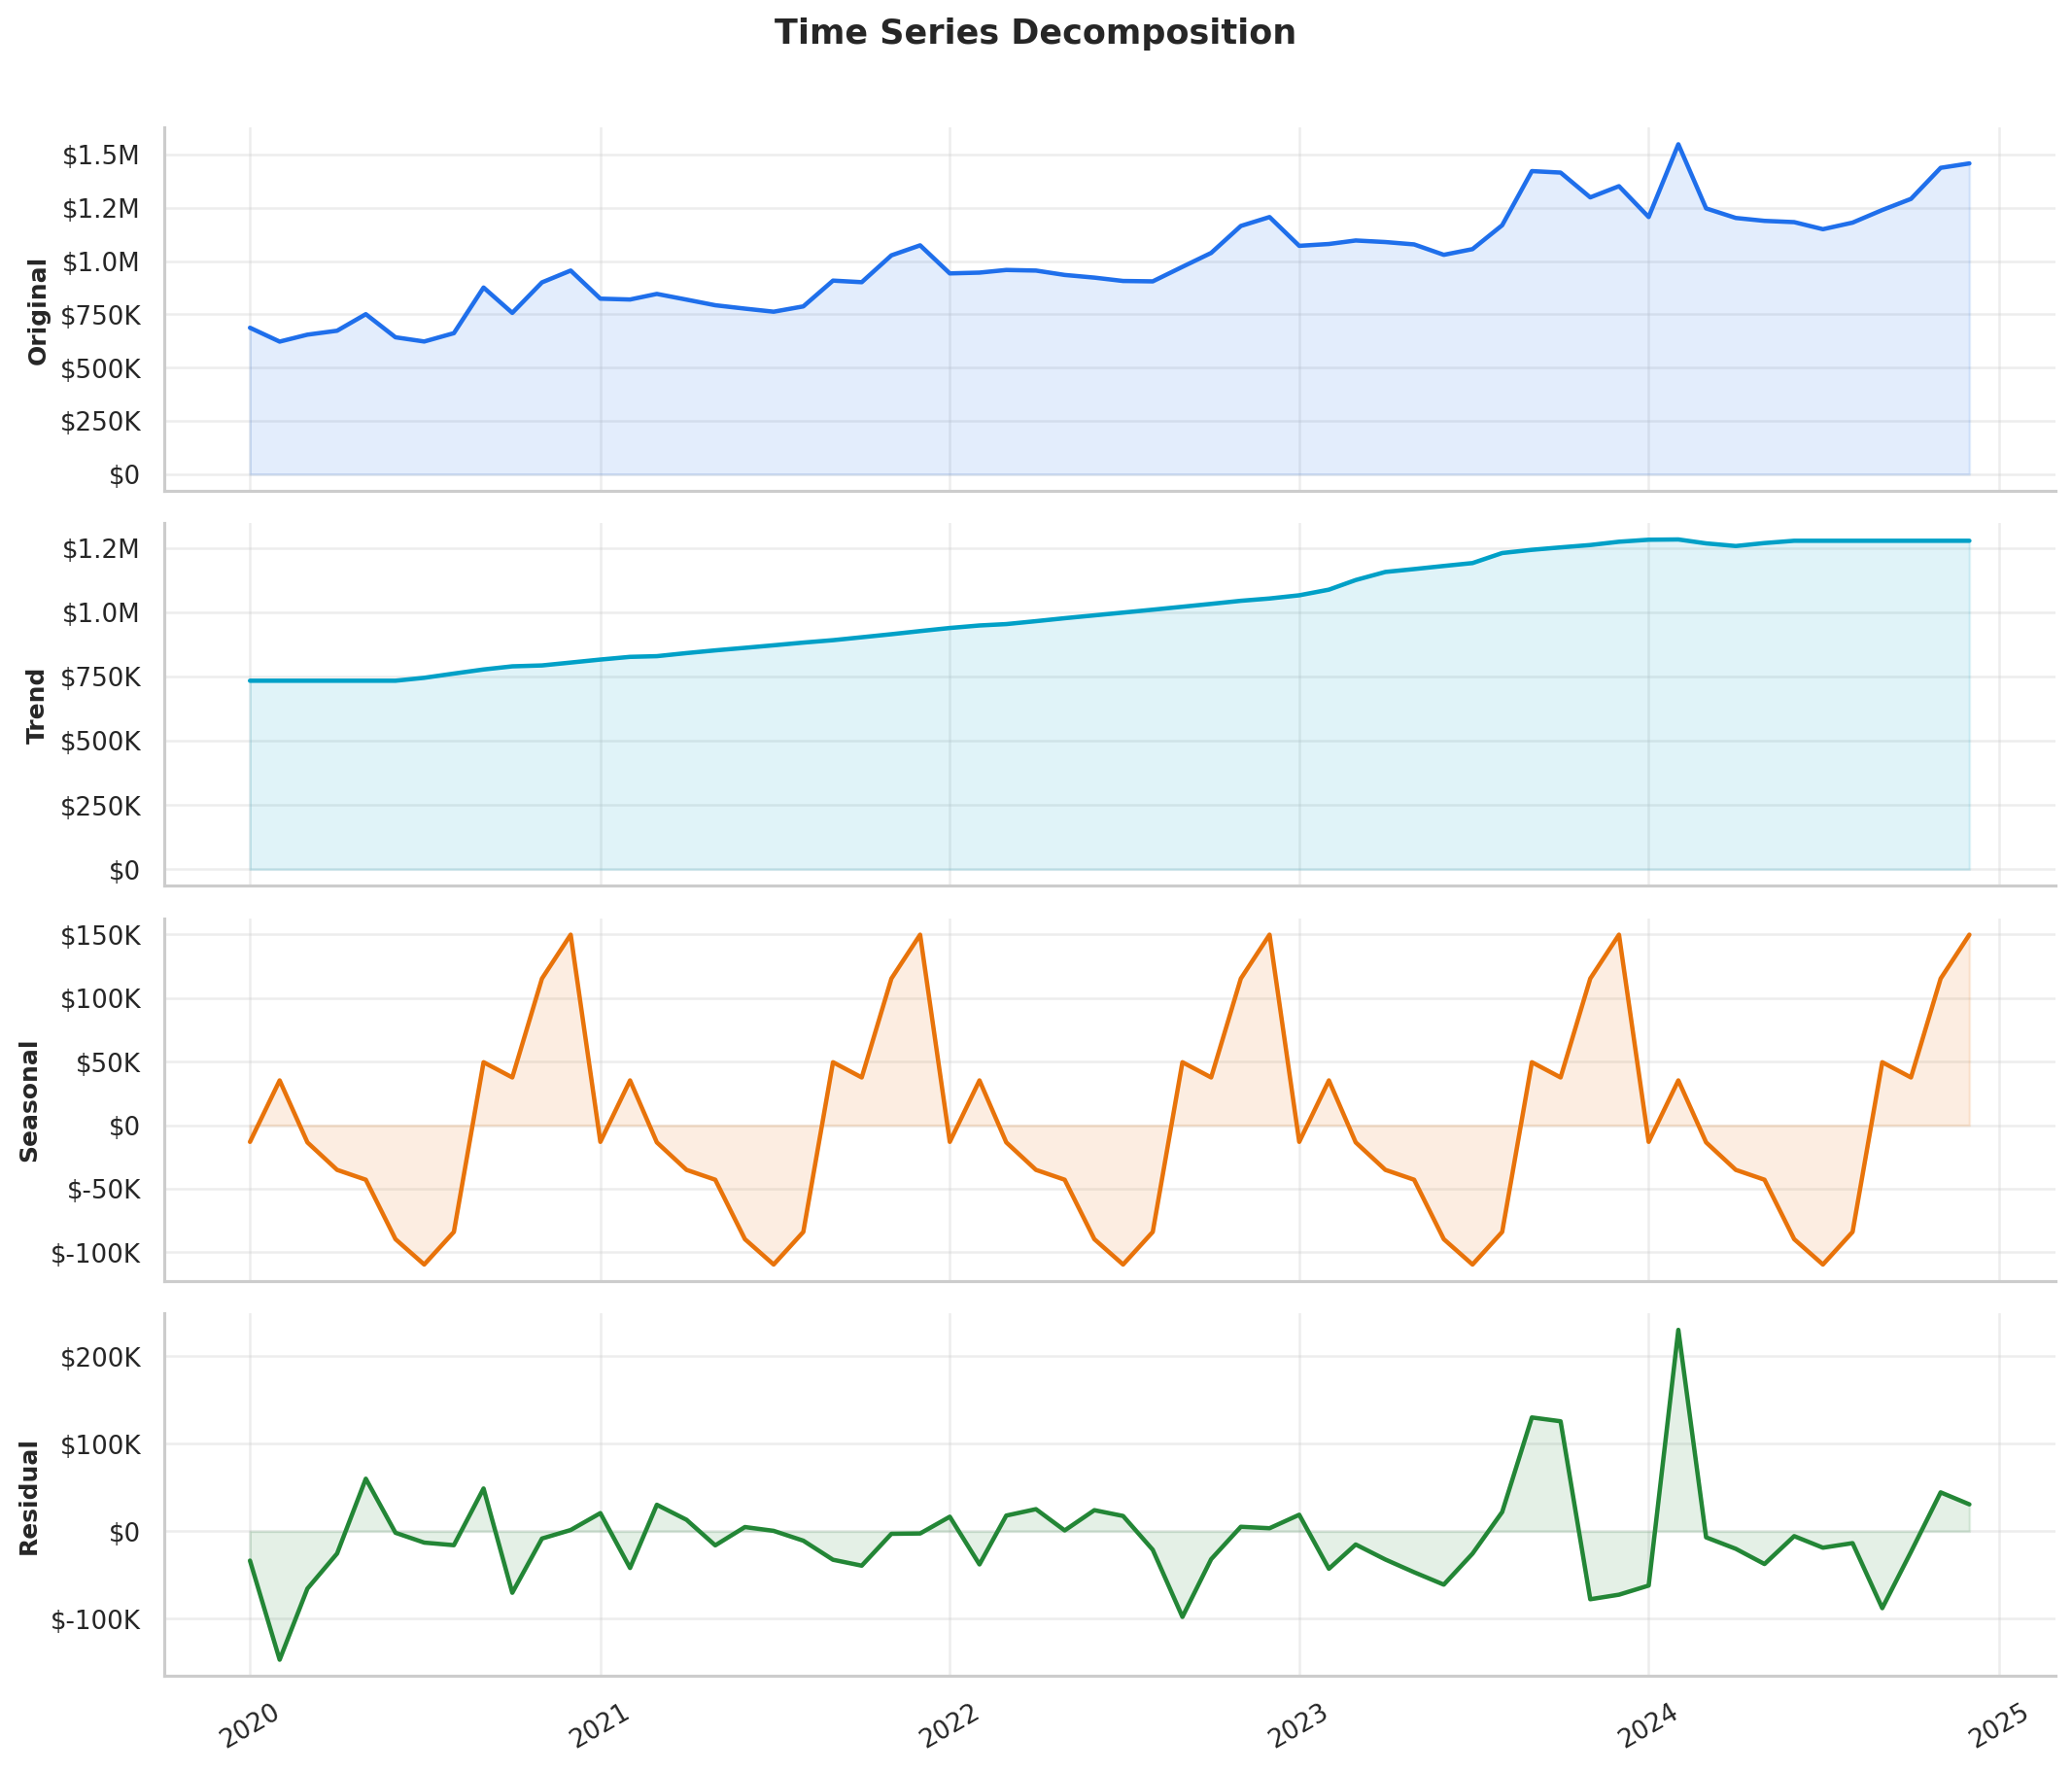 Time Series Decomposition
Original
$1.5M
$1.2M
$1.0M
$750K
$500K
$250K
$0
Trend
$1.2M
$1.0M
$750K
$500K
$250K
$0
Seasonal
$150K
$100K
$50K
$0
$-50K
$-100K
Residual
$200K
$100K
$0
$-100K
2020
2021
2022
2023
2024
2025